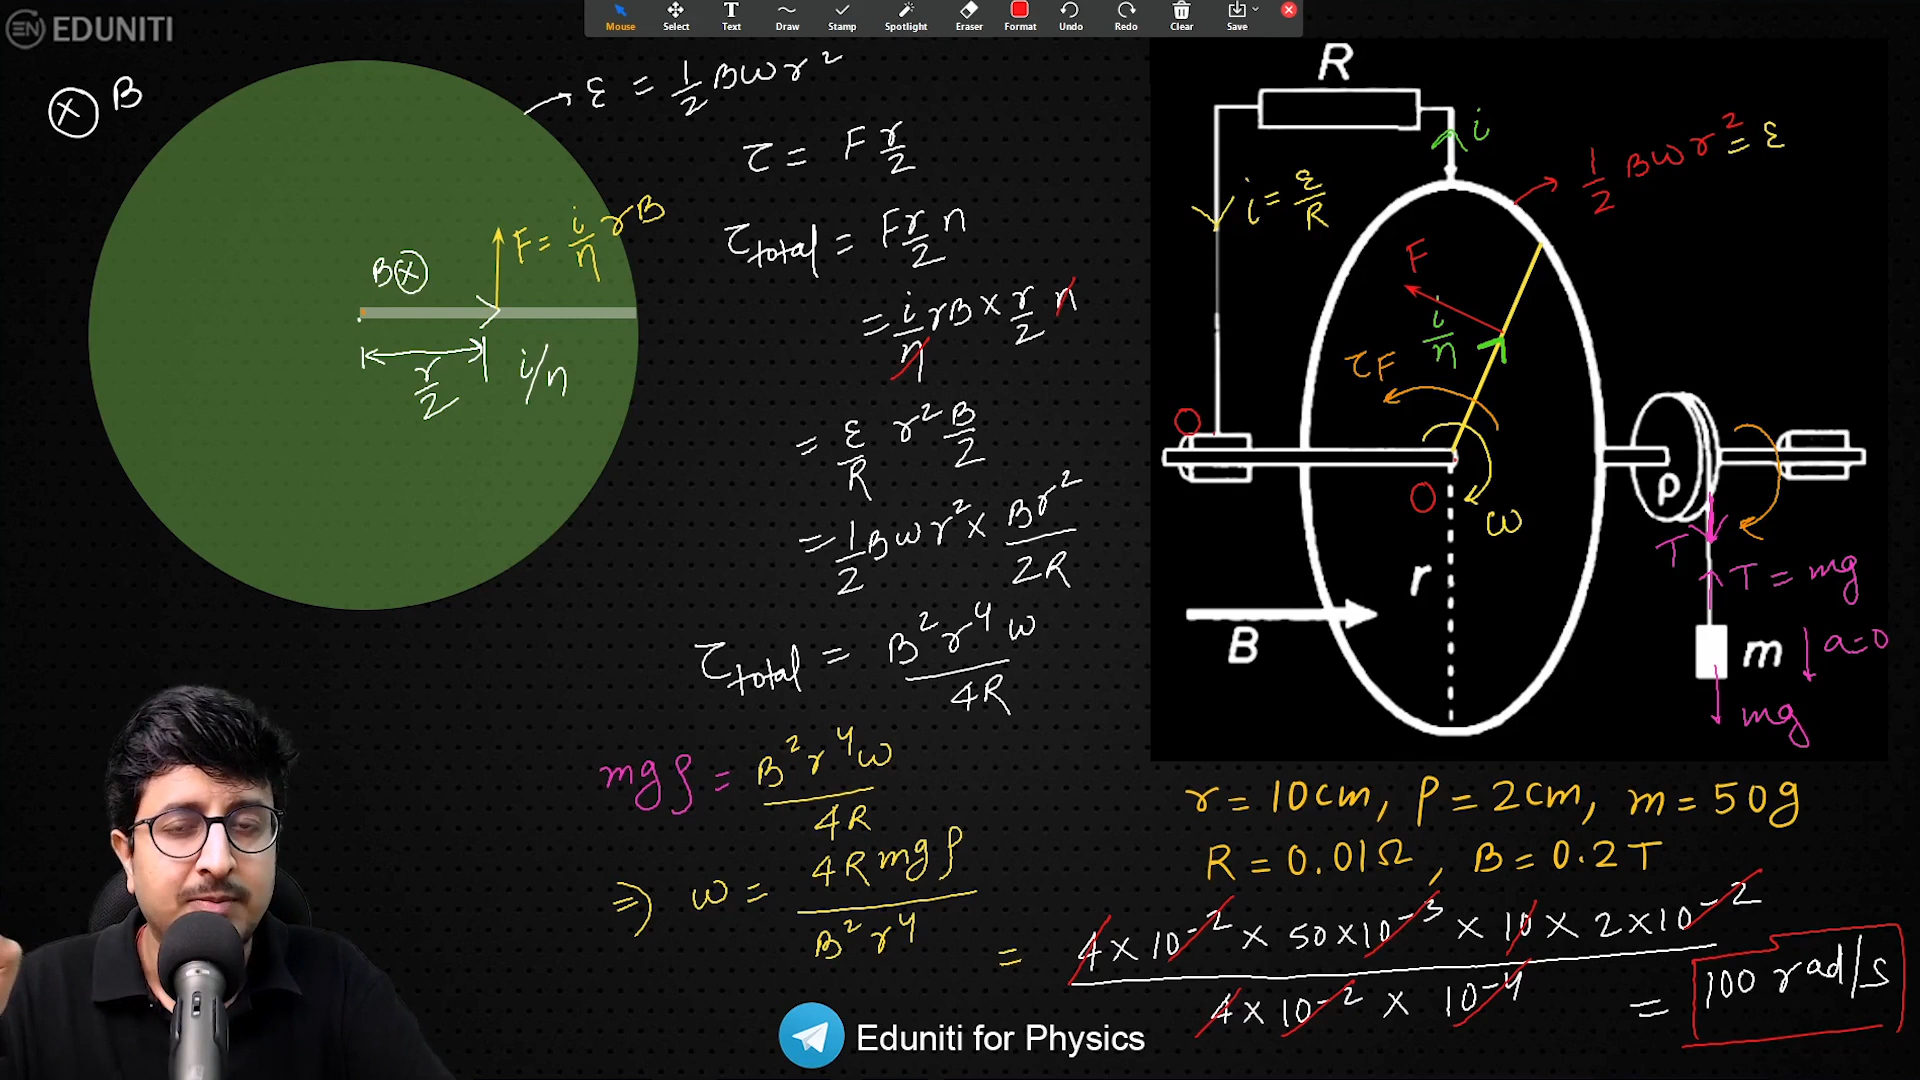 EN EDUNITI
Mouse Select Text Draw Stamp Spotlight Eraser Format Undo Redo Clear Save
⊗ B
ε = 1/2 Bωr²
τ = F r/2
τtotal = F r/2 n
= i/n rB × r/2 n
= ε/R r² B/2
= 1/2 Bωr² × Br²/2R
τtotal = B²r⁴ω/4R
mgρ = B²r⁴ω/4R
⇒ ω = 4Rmgρ/B²r⁴
= 4×10⁻² × 50×10⁻³ × 10 × 2×10⁻² / 4×10⁻² × 10⁻⁴ = 100 rad/s
F = i/n rB
B⊗
r/2
i/n
R
i
i = ε/R
1/2 Bωr² = ε
F
i/n
τF
O
O
ω
ρ
r
B
T
T = mg
m
a=0
mg
r = 10cm, ρ = 2cm, m = 50g
R = 0.01Ω, B = 0.2T
Eduniti for Physics